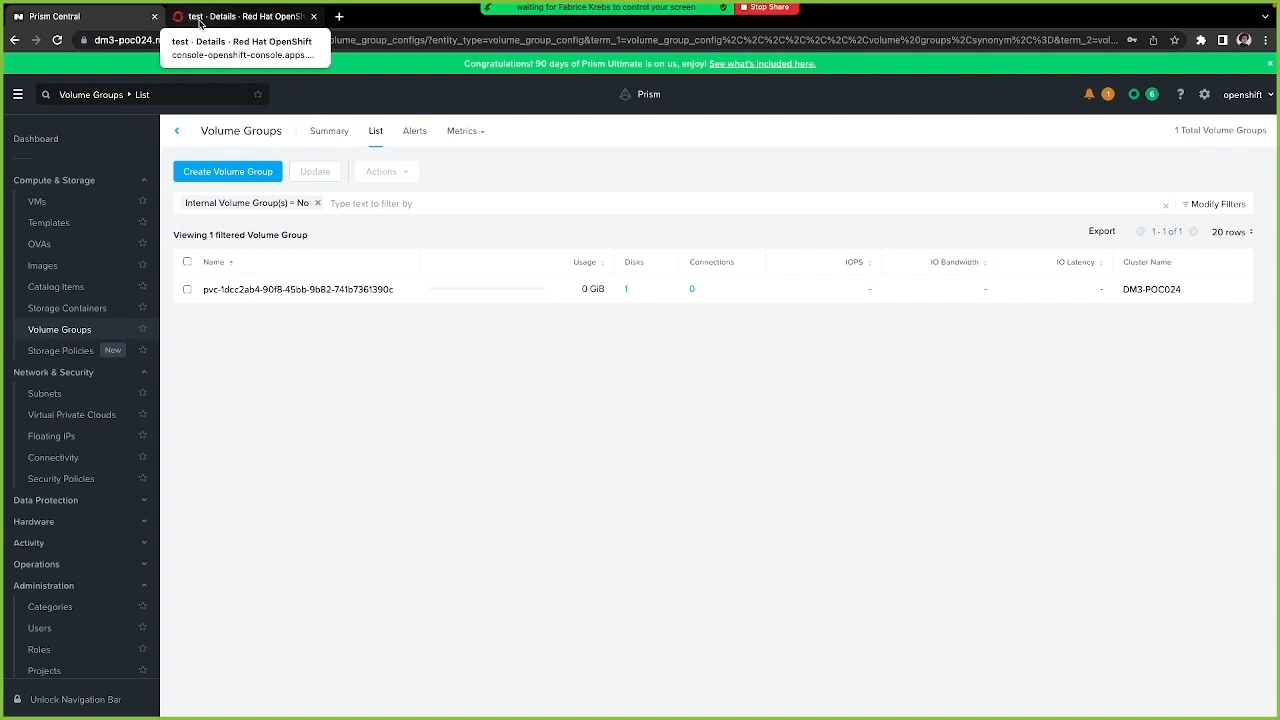 waiting for Fabrice Krebs to control your screen
Stop Share
Prism Central
test · Details · Red Hat OpenSh
dm3-poc024.n
olume_group_configs/?entity_type=volume_group_config&term_1=volume_group_config%2C%2C%2C%2C%2C%2Cvolume%20groups%2Csynonym%2C%3D&term_2=vol...
test · Details · Red Hat OpenShift
console-openshift-console.apps....
Congratulations! 90 days of Prism Ultimate is on us, enjoy! See what's included here.
Volume Groups ‣ List
Prism
1
6
?
openshift
Dashboard
Compute & Storage
VMs
Templates
OVAs
Images
Catalog Items
Storage Containers
Volume Groups
Storage Policies New
Network & Security
Subnets
Virtual Private Clouds
Floating IPs
Connectivity
Security Policies
Data Protection
Hardware
Activity
Operations
Administration
Categories
Users
Roles
Projects
Unlock Navigation Bar
Volume Groups
Summary
List
Alerts
Metrics
1 Total Volume Groups
Create Volume Group
Update
Actions
Internal Volume Group(s) = No
Type text to filter by
Modify Filters
Viewing 1 filtered Volume Group
Export
1 - 1 of 1
20 rows
Name Usage Disks Connections IOPS IO Bandwidth IO Latency Cluster Name
pvc-1dcc2ab4-90f8-45bb-9b82-741b7361390c 0 GiB 1 0 - - - DM3-POC024